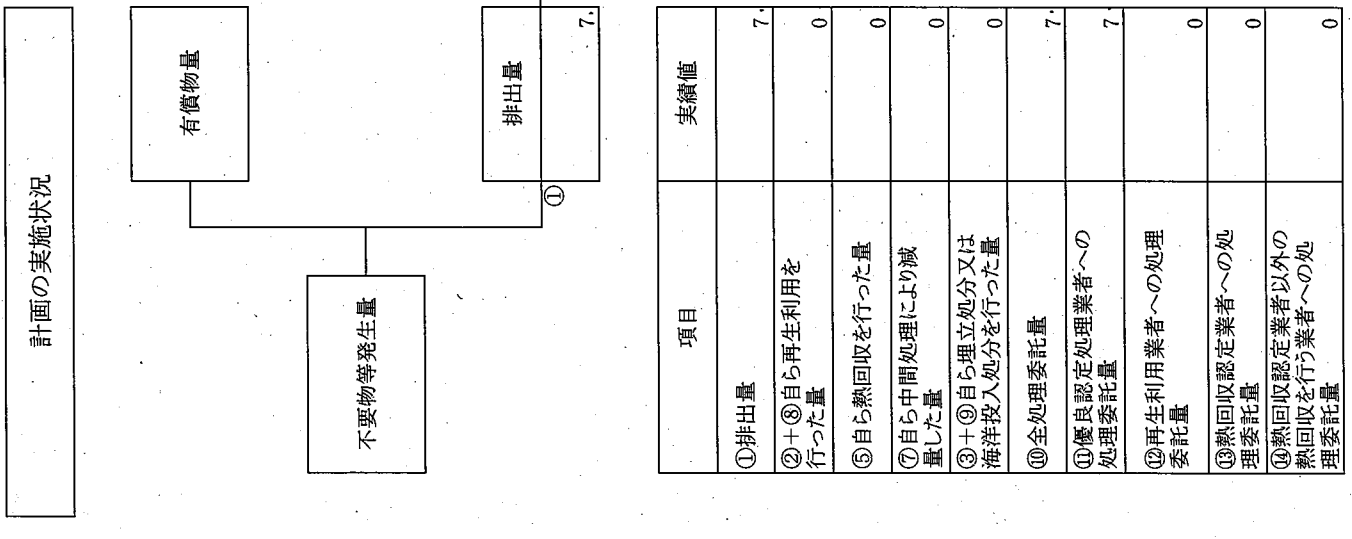 計画の実施状況
有償物量
不要物等発生量
①
排出量
7.
項目
実績値
①排出量
7.
②+⑧自ら再生利用を
行った量
0
⑤自ら熱回収を行った量
0
⑦自ら中間処理により減
量した量
0
③+⑨自ら埋立処分又は
海洋投入処分を行った量
0
⑩全処理委託量
7.
⑪優良認定処理業者への
処理委託量
7.
⑫再生利用業者への処理
委託量
0
⑬熱回収認定業者への処
理委託量
0
⑭熱回収認定業者以外の
熱回収を行う業者への処
理委託量
0